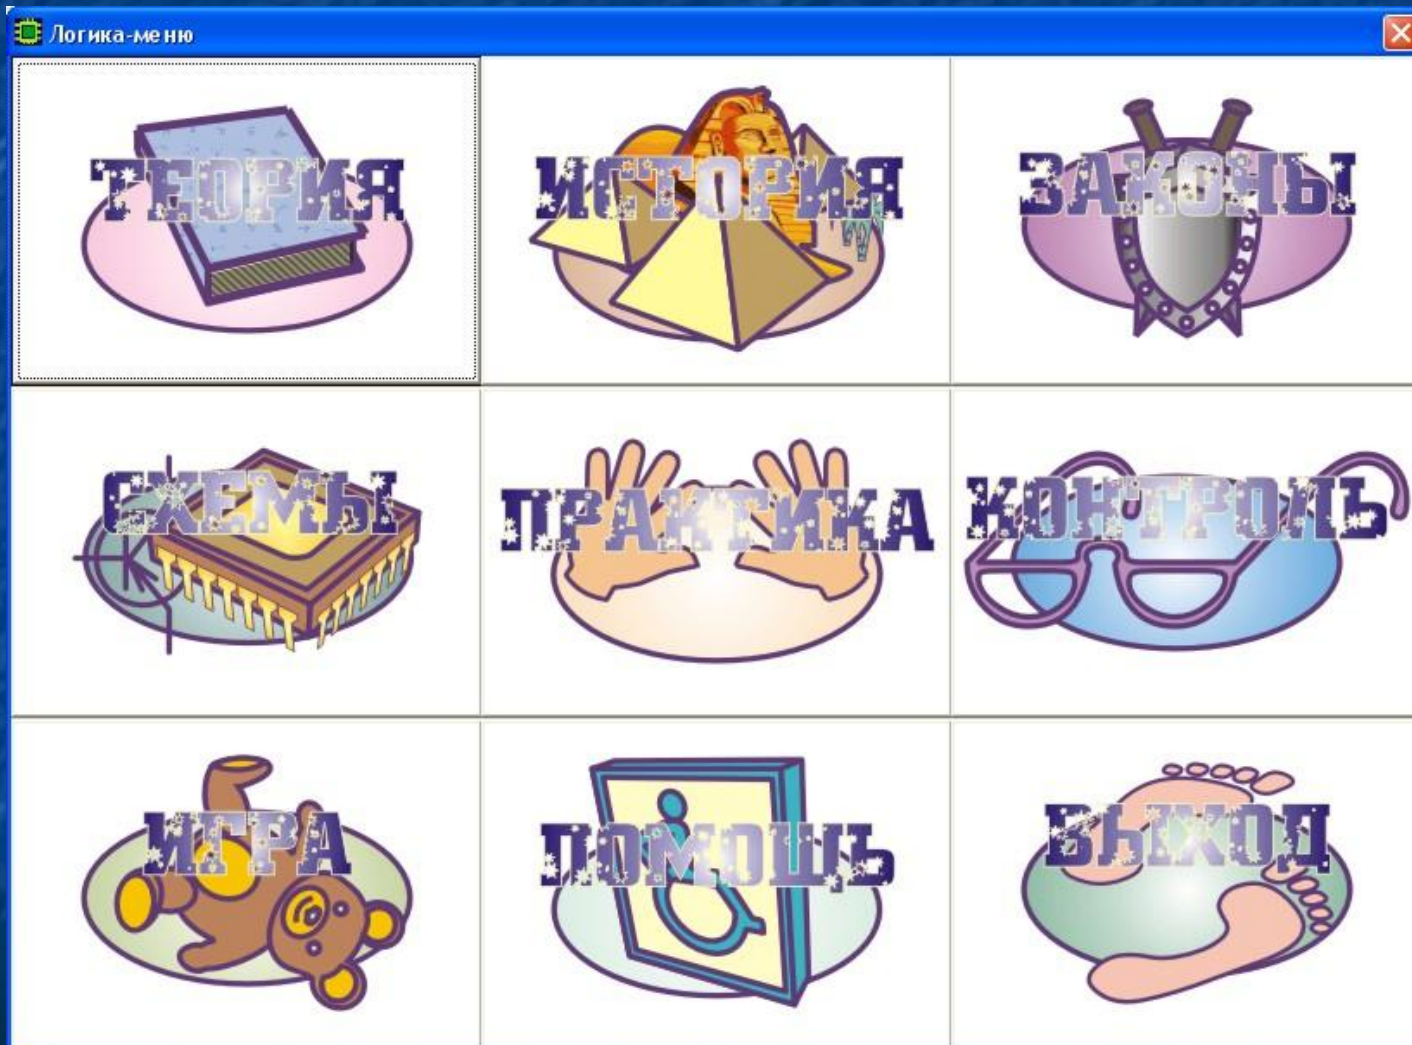 Логика-меню
ТЕОРИЯ
ИСТОРИЯ
ЗАКОНЫ
СХЕМЫ
ПРАКТИКА
КОНТРОЛЬ
ИГРА
ПОМОЩЬ
ВЫХОД